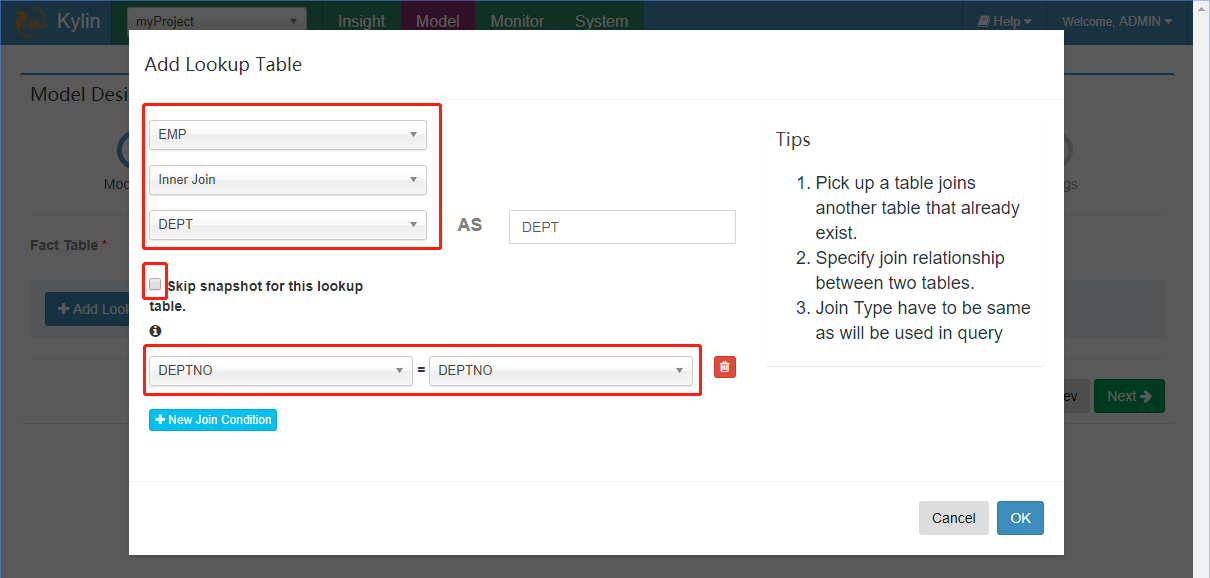 Kylin
myProject
Insight
Model
Monitor
System
Help
Welcome, ADMIN
Add Lookup Table
Model Desi
EMP
Tips
Inner Join
1. Pick up a table joins
another table that already
exist.
2. Specify join relationship
between two tables.
3. Join Type have to be same
as will be used in query
Moc
gs
DEPT
AS
DEPT
Fact Table *
Skip snapshot for this lookup
table.
Add Look
DEPTNO
=
DEPTNO
ev
Next
New Join Condition
Cancel
OK